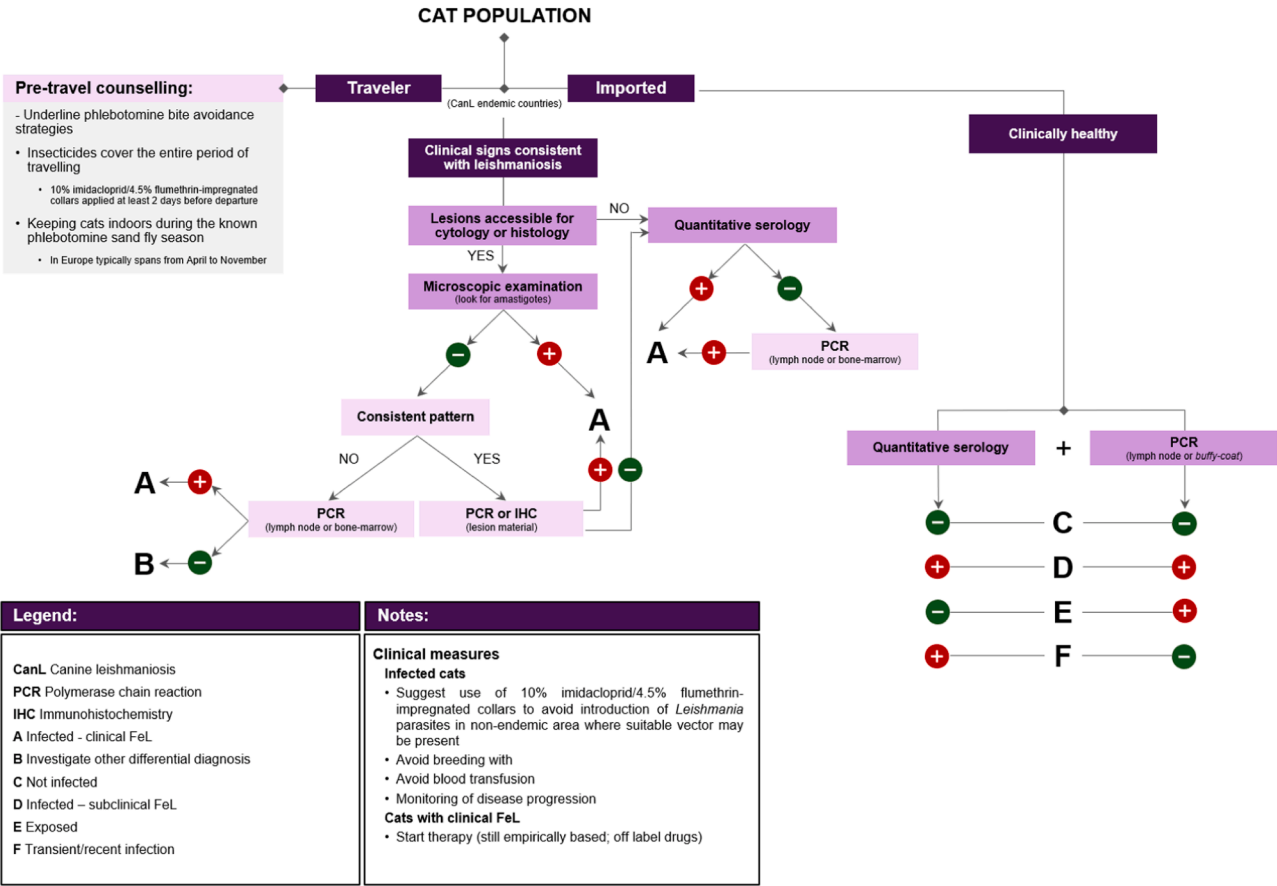 CAT POPULATION
Pre-travel counselling:
- Underline phlebotomine bite avoidance
strategies
• Insecticides cover the entire period of
travelling
• 10% imidacloprid/4.5% flumethrin-impregnated
collars applied at least 2 days before departure
• Keeping cats indoors during the known
phlebotomine sand fly season
• In Europe typically spans from April to November
Traveler
Imported
(CanL endemic countries)
Clinical signs consistent
with leishmaniosis
Lesions accessible for
cytology or histology
NO
YES
Quantitative serology
+
−
A
+
PCR
(lymph node or bone-marrow)
Microscopic examination
(look for amastigotes)
−
+
Consistent pattern
A
NO
YES
+
−
A
+
PCR
(lymph node or bone-marrow)
PCR or IHC
(lesion material)
B
−
Clinically healthy
Quantitative serology
+
PCR
(lymph node or buffy-coat)
− C −
+ D +
− E +
+ F −
Legend:
CanL Canine leishmaniosis
PCR Polymerase chain reaction
IHC Immunohistochemistry
A Infected - clinical FeL
B Investigate other differential diagnosis
C Not infected
D Infected – subclinical FeL
E Exposed
F Transient/recent infection
Notes:
Clinical measures
Infected cats
• Suggest use of 10% imidacloprid/4.5% flumethrin-
impregnated collars to avoid introduction of Leishmania
parasites in non-endemic area where suitable vector may
be present
• Avoid breeding with
• Avoid blood transfusion
• Monitoring of disease progression
Cats with clinical FeL
• Start therapy (still empirically based; off label drugs)